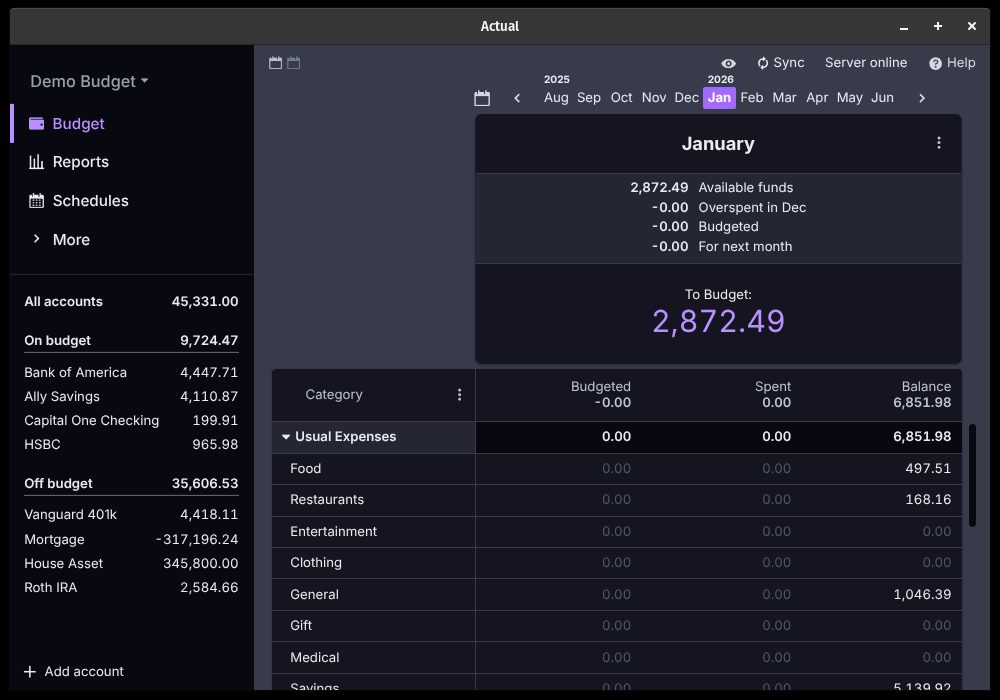 Actual
Demo Budget
Budget
Reports
Schedules
More
All accounts 45,331.00
On budget 9,724.47
Bank of America 4,447.71
Ally Savings 4,110.87
Capital One Checking 199.91
HSBC 965.98
Off budget 35,606.53
Vanguard 401k 4,418.11
Mortgage -317,196.24
House Asset 345,800.00
Roth IRA 2,584.66
Add account
Sync Server online Help
2025 2026
Aug Sep Oct Nov Dec Jan Feb Mar Apr May Jun
January
2,872.49 Available funds
-0.00 Overspent in Dec
-0.00 Budgeted
-0.00 For next month
To Budget:
2,872.49
Category Budgeted Spent Balance
-0.00 0.00 6,851.98
Usual Expenses 0.00 0.00 6,851.98
Food 0.00 0.00 497.51
Restaurants 0.00 0.00 168.16
Entertainment 0.00 0.00 0.00
Clothing 0.00 0.00 0.00
General 0.00 0.00 1,046.39
Gift 0.00 0.00 0.00
Medical 0.00 0.00 0.00
Savings 0.00 0.00 5,139.92